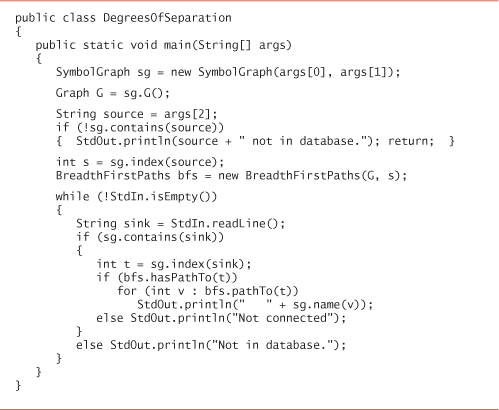 public class DegreesOfSeparation
{
   public static void main(String[] args)
   {
      SymbolGraph sg = new SymbolGraph(args[0], args[1]);
      Graph G = sg.G();
      String source = args[2];
      if (!sg.contains(source))
      {  StdOut.println(source + " not in database."); return;  }
      int s = sg.index(source);
      BreadthFirstPaths bfs = new BreadthFirstPaths(G, s);
      while (!StdIn.isEmpty())
      {
         String sink = StdIn.readLine();
         if (sg.contains(sink))
         {
            int t = sg.index(sink);
            if (bfs.hasPathTo(t))
               for (int v : bfs.pathTo(t))
                  StdOut.println("   " + sg.name(v));
            else StdOut.println("Not connected");
         }
         else StdOut.println("Not in database.");
      }
   }
}